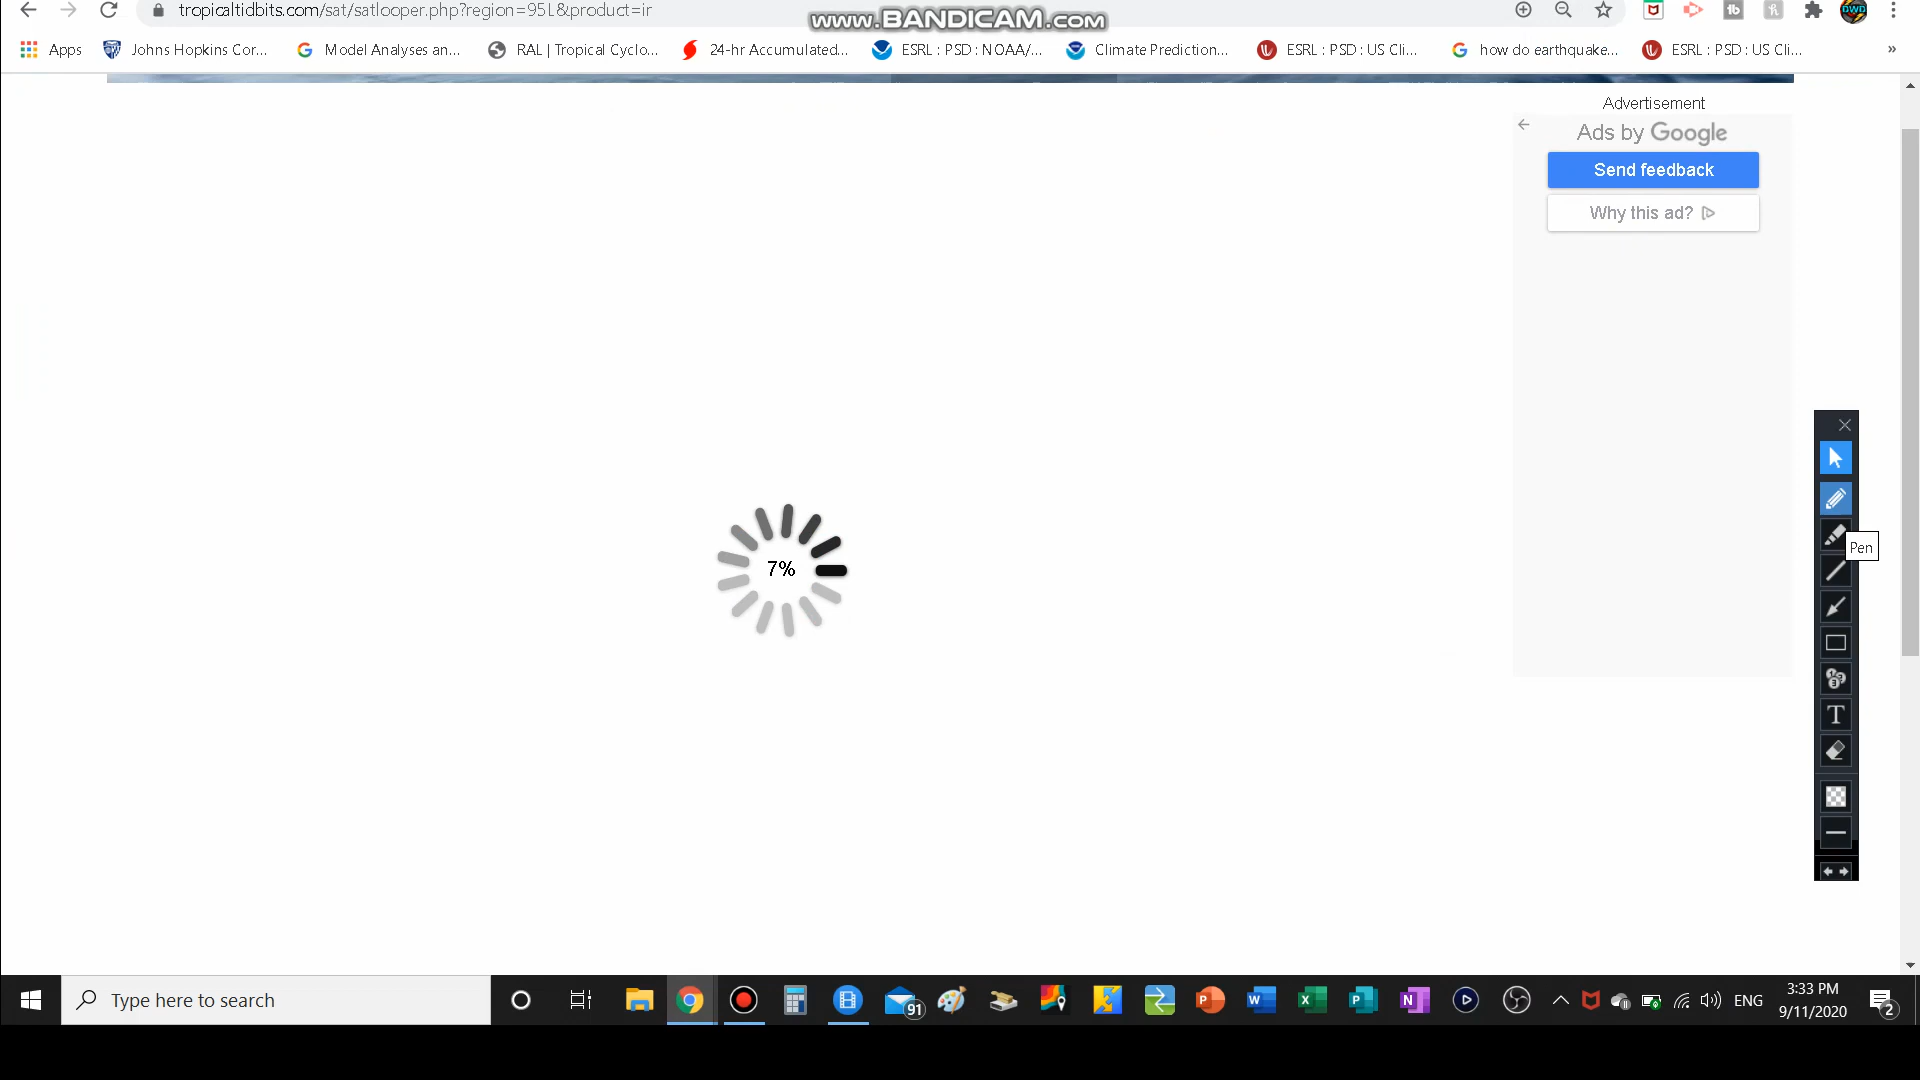 tropicaltidbits.com/sat/satlooper.php?region=95L&product=ir
www.BANDICAM.com
Apps
Johns Hopkins Cor...
Model Analyses an...
RAL | Tropical Cyclo...
24-hr Accumulated...
ESRL : PSD : NOAA/...
Climate Prediction...
ESRL : PSD : US Cli...
how do earthquake...
ESRL : PSD : US Cli...
»
Advertisement
Ads by Google
Send feedback
Why this ad?
7%
Pen
T
Type here to search
91
ENG
3:33 PM
9/11/2020
2